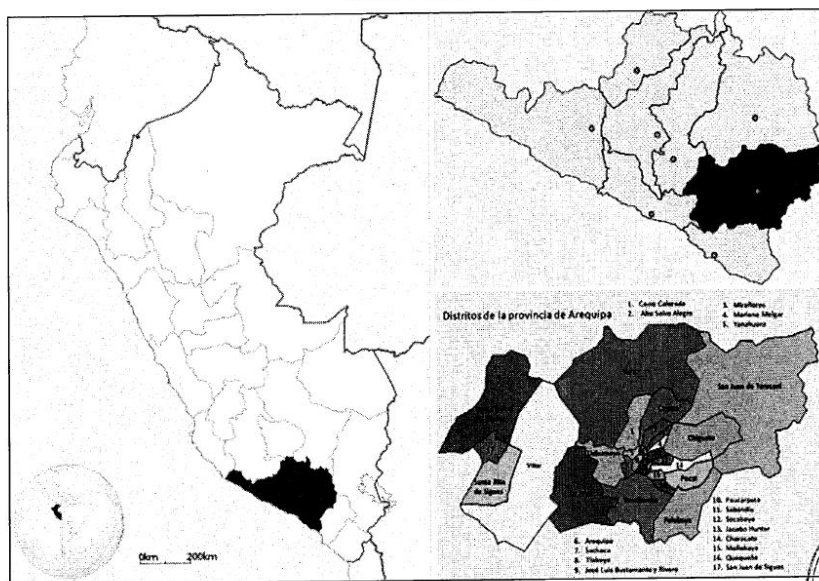 0km 200km
Distritos de la provincia de Arequipa
1. Cerro Colorado
2. Alto Selva Alegre
3. Miraflores
4. Mariano Melgar
5. Yanahuara
San Juan de Tarucani
Chiguata
Vitor
Santa Rita de Siguas
Pocsi
Polobaya
6. Arequipa
7. Sachaca
8. Tiabaya
9. José Luis Bustamante y Rivero
10. Paucarpata
11. Sabandia
12. Socabaya
13. Jacobo Hunter
14. Characato
15. Mollebaya
16. Quequeña
17. San Juan de Siguas